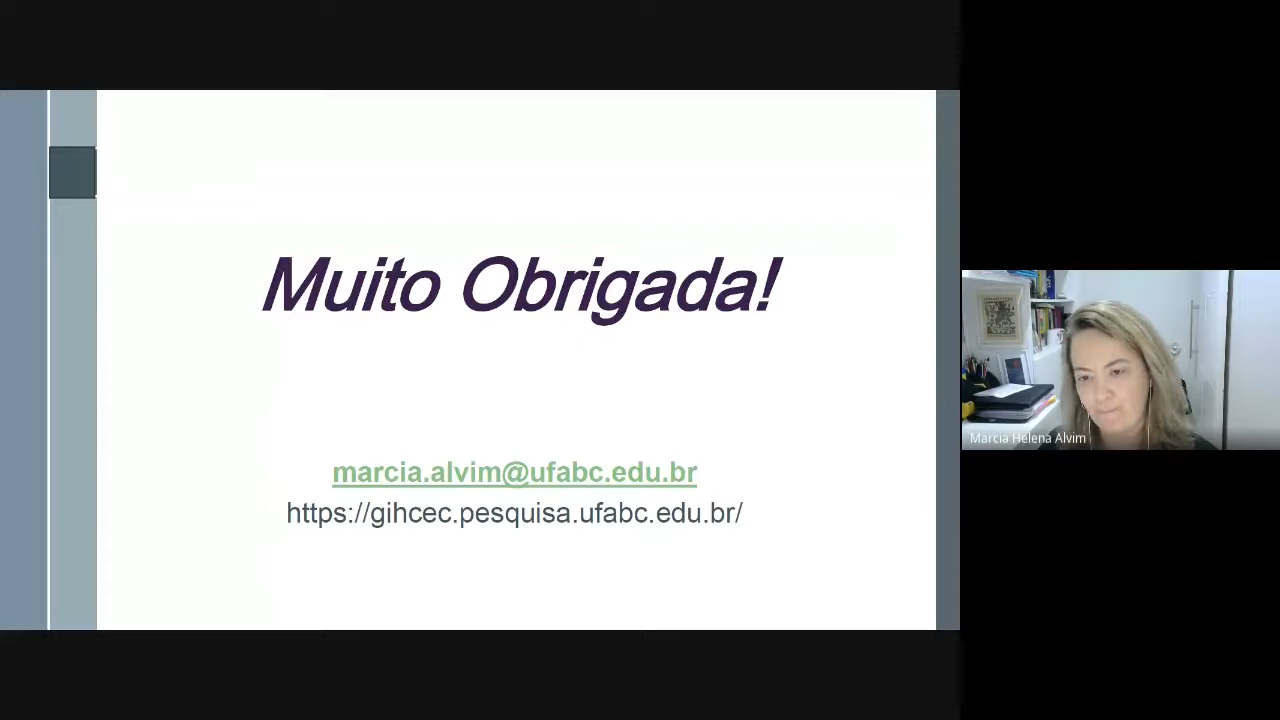 Muito Obrigada!
marcia.alvim@ufabc.edu.br
https://gihcec.pesquisa.ufabc.edu.br/
Marcia Helena Alvim